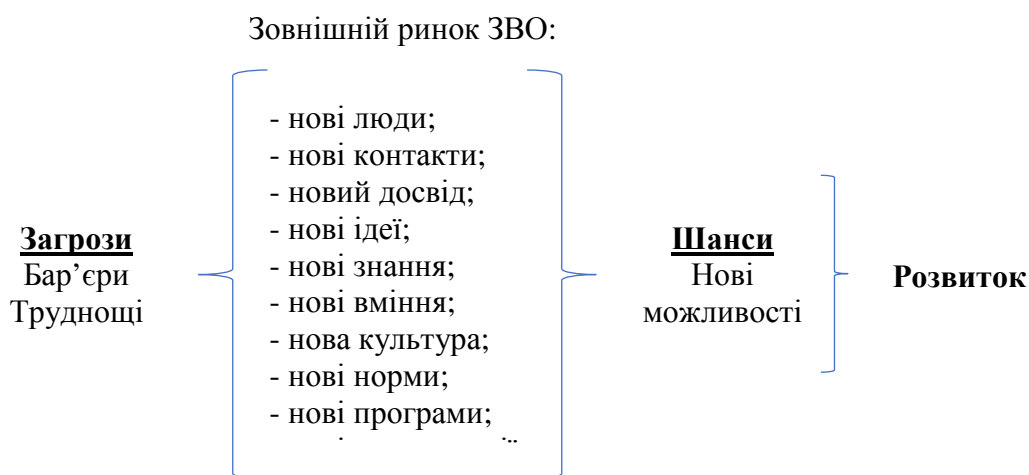 Зовнішній ринок ЗВО:
- нові люди;
- нові контакти;
- новий досвід;
- нові ідеї;
- нові знання;
- нові вміння;
- нова культура;
- нові норми;
- нові програми;
Загрози
Бар’єри
Труднощі
Шанси
Нові
можливості
Розвиток